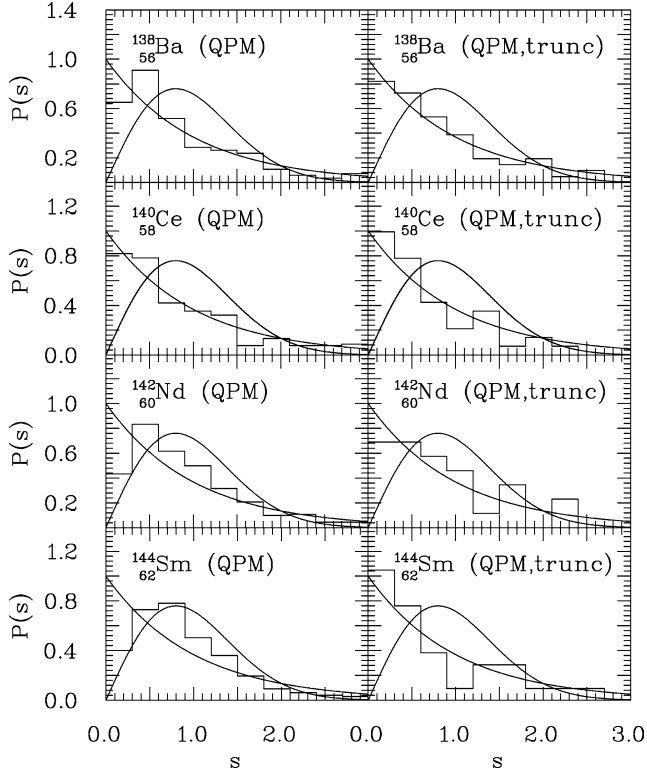 1.4
1.0
0.6
0.2
P(s)
138 56 Ba (QPM)
138 56 Ba (QPM,trunc)
1.2
0.8
0.4
0.0
P(s)
140 58 Ce (QPM)
140 58 Ce (QPM,trunc)
1.0
0.6
0.2
P(s)
142 60 Nd (QPM)
142 60 Nd (QPM,trunc)
1.2
0.8
0.4
0.0
P(s)
144 62 Sm (QPM)
144 62 Sm (QPM,trunc)
0.0 1.0 2.0 0.0 1.0 2.0 3.0
s s